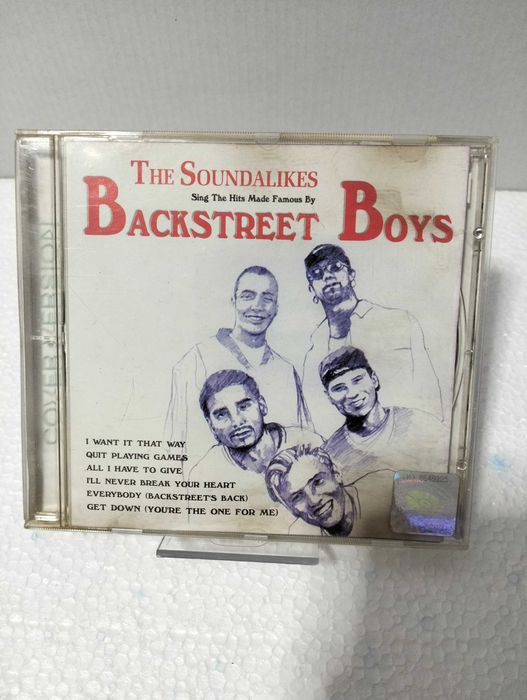 THE SOUNDALIKES
Sing The Hits Made Famous By
BACKSTREET BOYS
COVER VERSION
I WANT IT THAT WAY
QUIT PLAYING GAMES
ALL I HAVE TO GIVE
I'LL NEVER BREAK YOUR HEART
EVERYBODY (BACKSTREET'S BACK)
GET DOWN (YOU'RE THE ONE FOR ME)